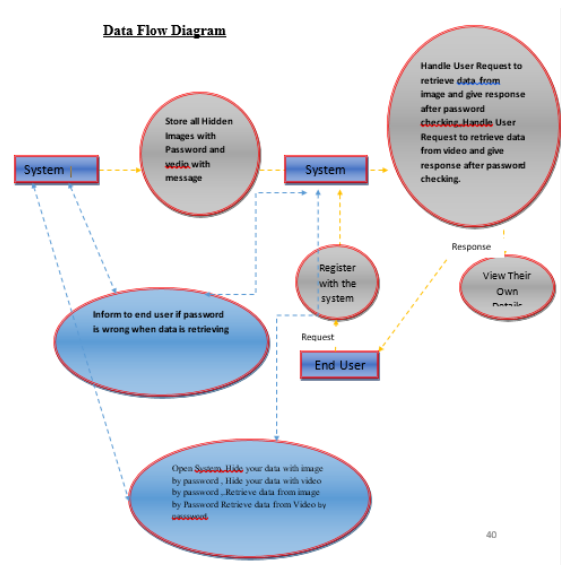 Data Flow Diagram
Handle User Request to
retrieve data from
image and give response
after password
checking. Handle User
Request to retrieve data
from video and give
response after password
checking.
Store all Hidden
Images with
Password and
vedio with
message
System
System
Response
Register
with the
system
View Their
Own
Details
Inform to end user if password
is wrong when data is retrieving
Request
End User
Open System, Hide your data with image
by password , Hide your data with video
by password ,.Retrieve data from image
by Password Retrieve data from Video by
password.
40